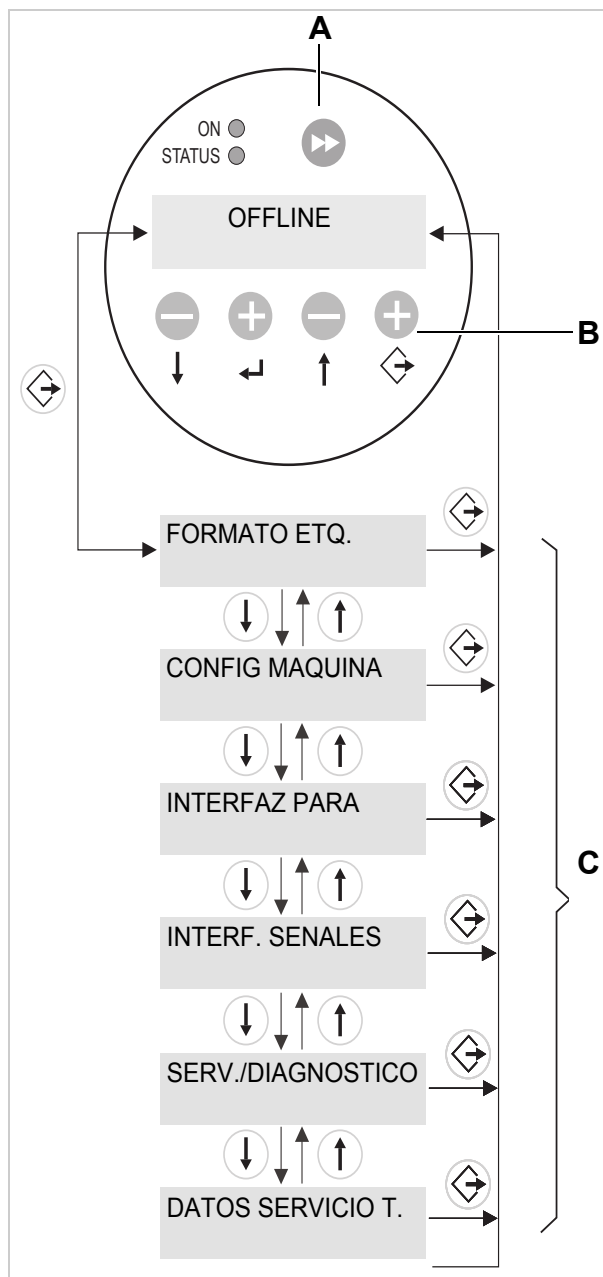 A
ON
STATUS
OFFLINE
B
FORMATO ETQ.
CONFIG MAQUINA
INTERFAZ PARA
C
INTERF. SENALES
SERV./DIAGNOSTICO
DATOS SERVICIO T.